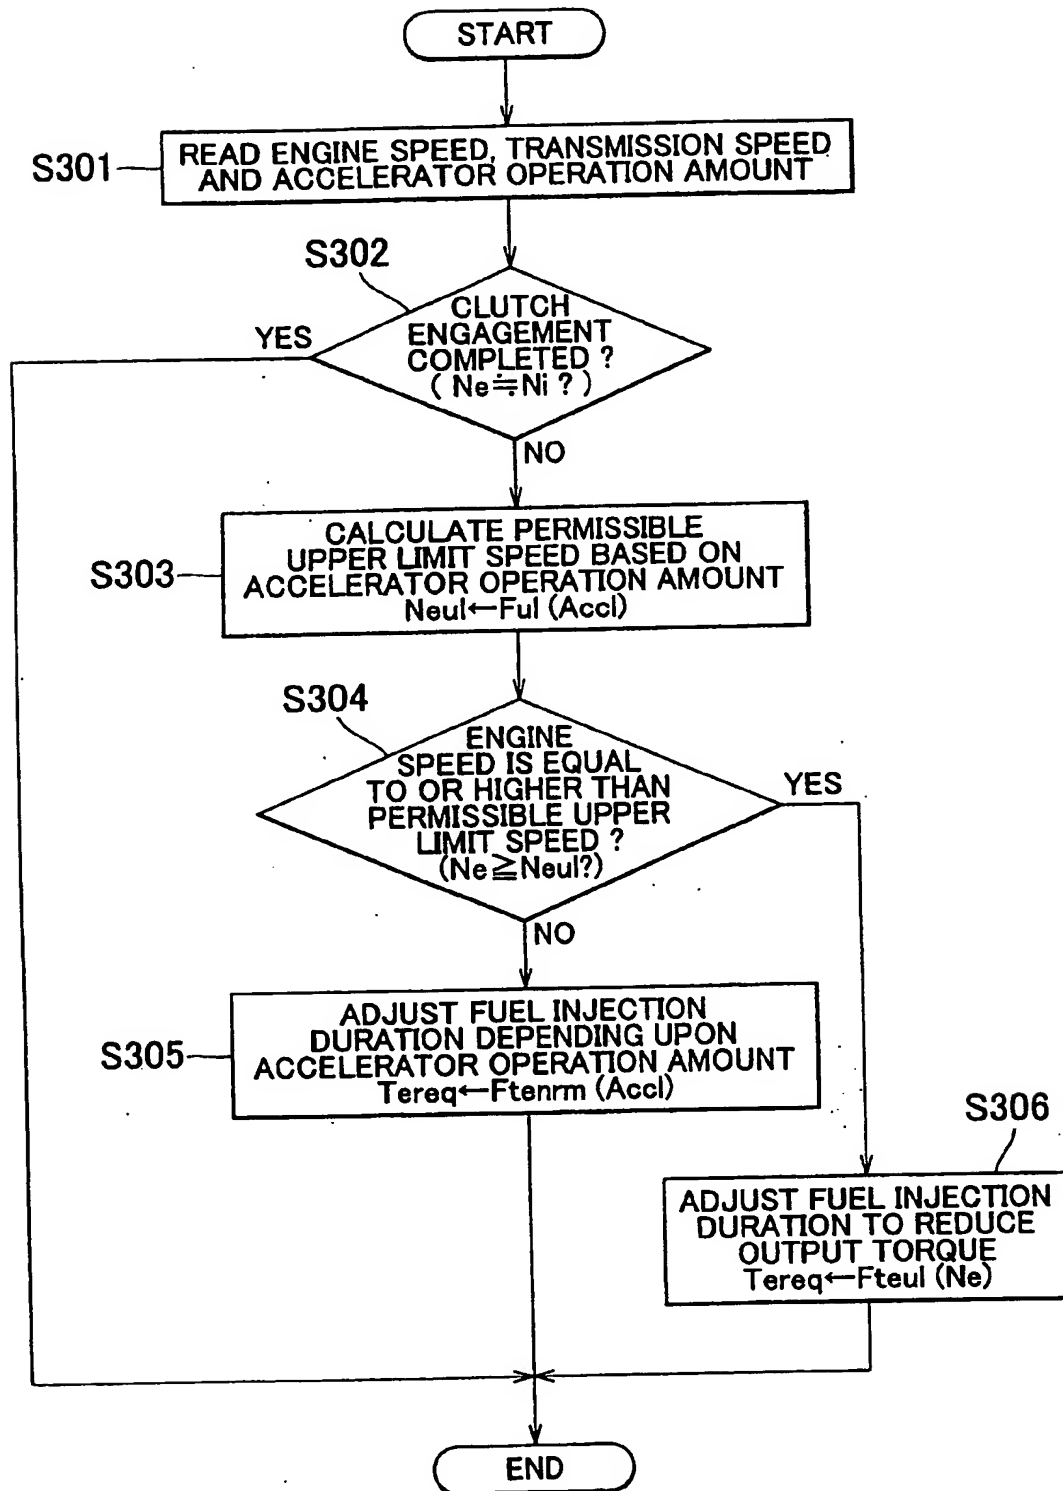 START
S301
READ ENGINE SPEED, TRANSMISSION SPEED
AND ACCELERATOR OPERATION AMOUNT
S302
YES
CLUTCH
ENGAGEMENT
COMPLETED ?
( Ne≒Ni ? )
NO
S303
CALCULATE PERMISSIBLE
UPPER LIMIT SPEED BASED ON
ACCELERATOR OPERATION AMOUNT
Neul←Ful (Accl)
S304
ENGINE
SPEED IS EQUAL
TO OR HIGHER THAN
PERMISSIBLE UPPER
LIMIT SPEED ?
(Ne≧Neul?)
YES
NO
S305
ADJUST FUEL INJECTION
DURATION DEPENDING UPON
ACCELERATOR OPERATION AMOUNT
Tereq←Ftenrm (Accl)
S306
ADJUST FUEL INJECTION
DURATION TO REDUCE
OUTPUT TORQUE
Tereq←Fteul (Ne)
END